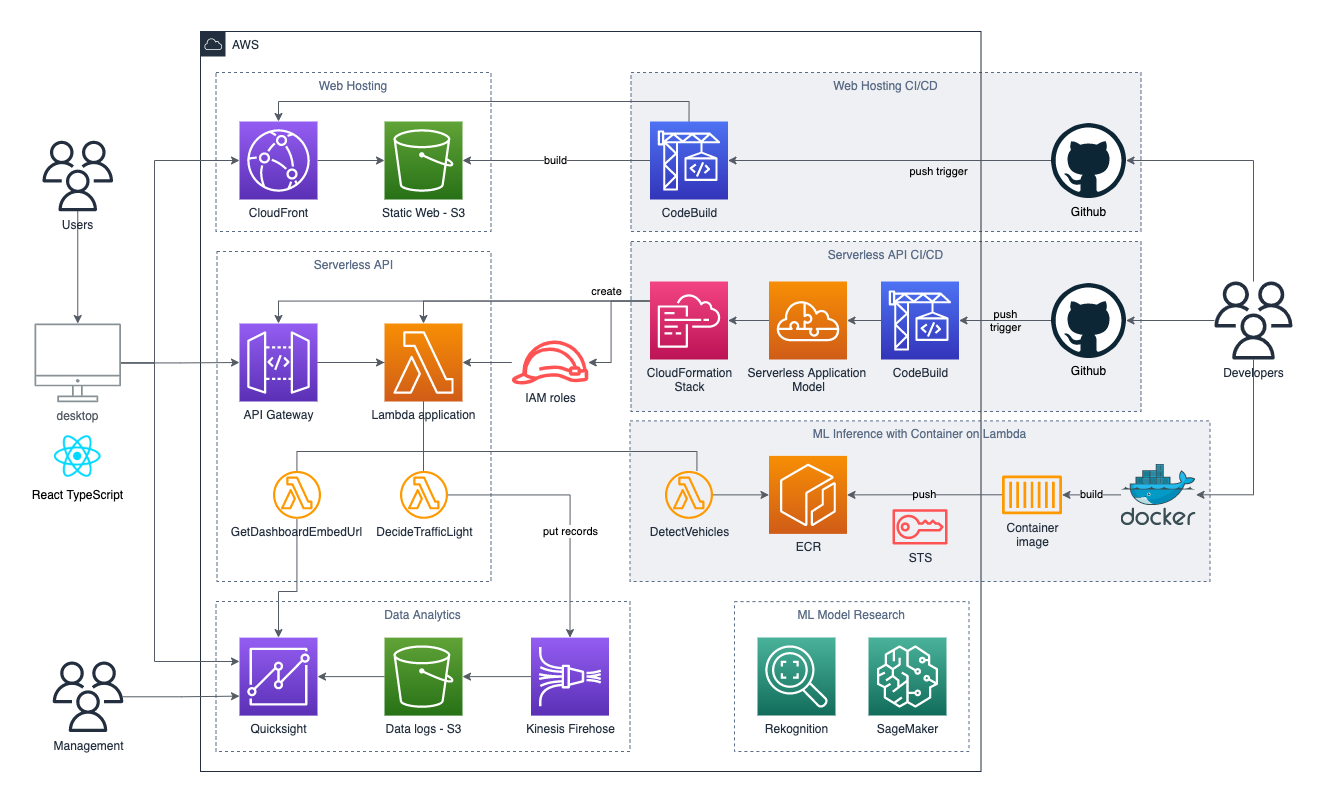 AWS
Web Hosting
Web Hosting CI/CD
build
push trigger
CloudFront
Static Web - S3
CodeBuild
Github
Users
Serverless API
Serverless API CI/CD
create
push
trigger
API Gateway
Lambda application
IAM roles
CloudFormation
Stack
Serverless Application
Model
CodeBuild
Github
Developers
desktop
React TypeScript
ML Inference with Container on Lambda
GetDashboardEmbedUrl
DecideTrafficLight
put records
DetectVehicles
ECR
push
STS
Container
image
build
docker
Data Analytics
ML Model Research
Quicksight
Data logs - S3
Kinesis Firehose
Rekognition
SageMaker
Management